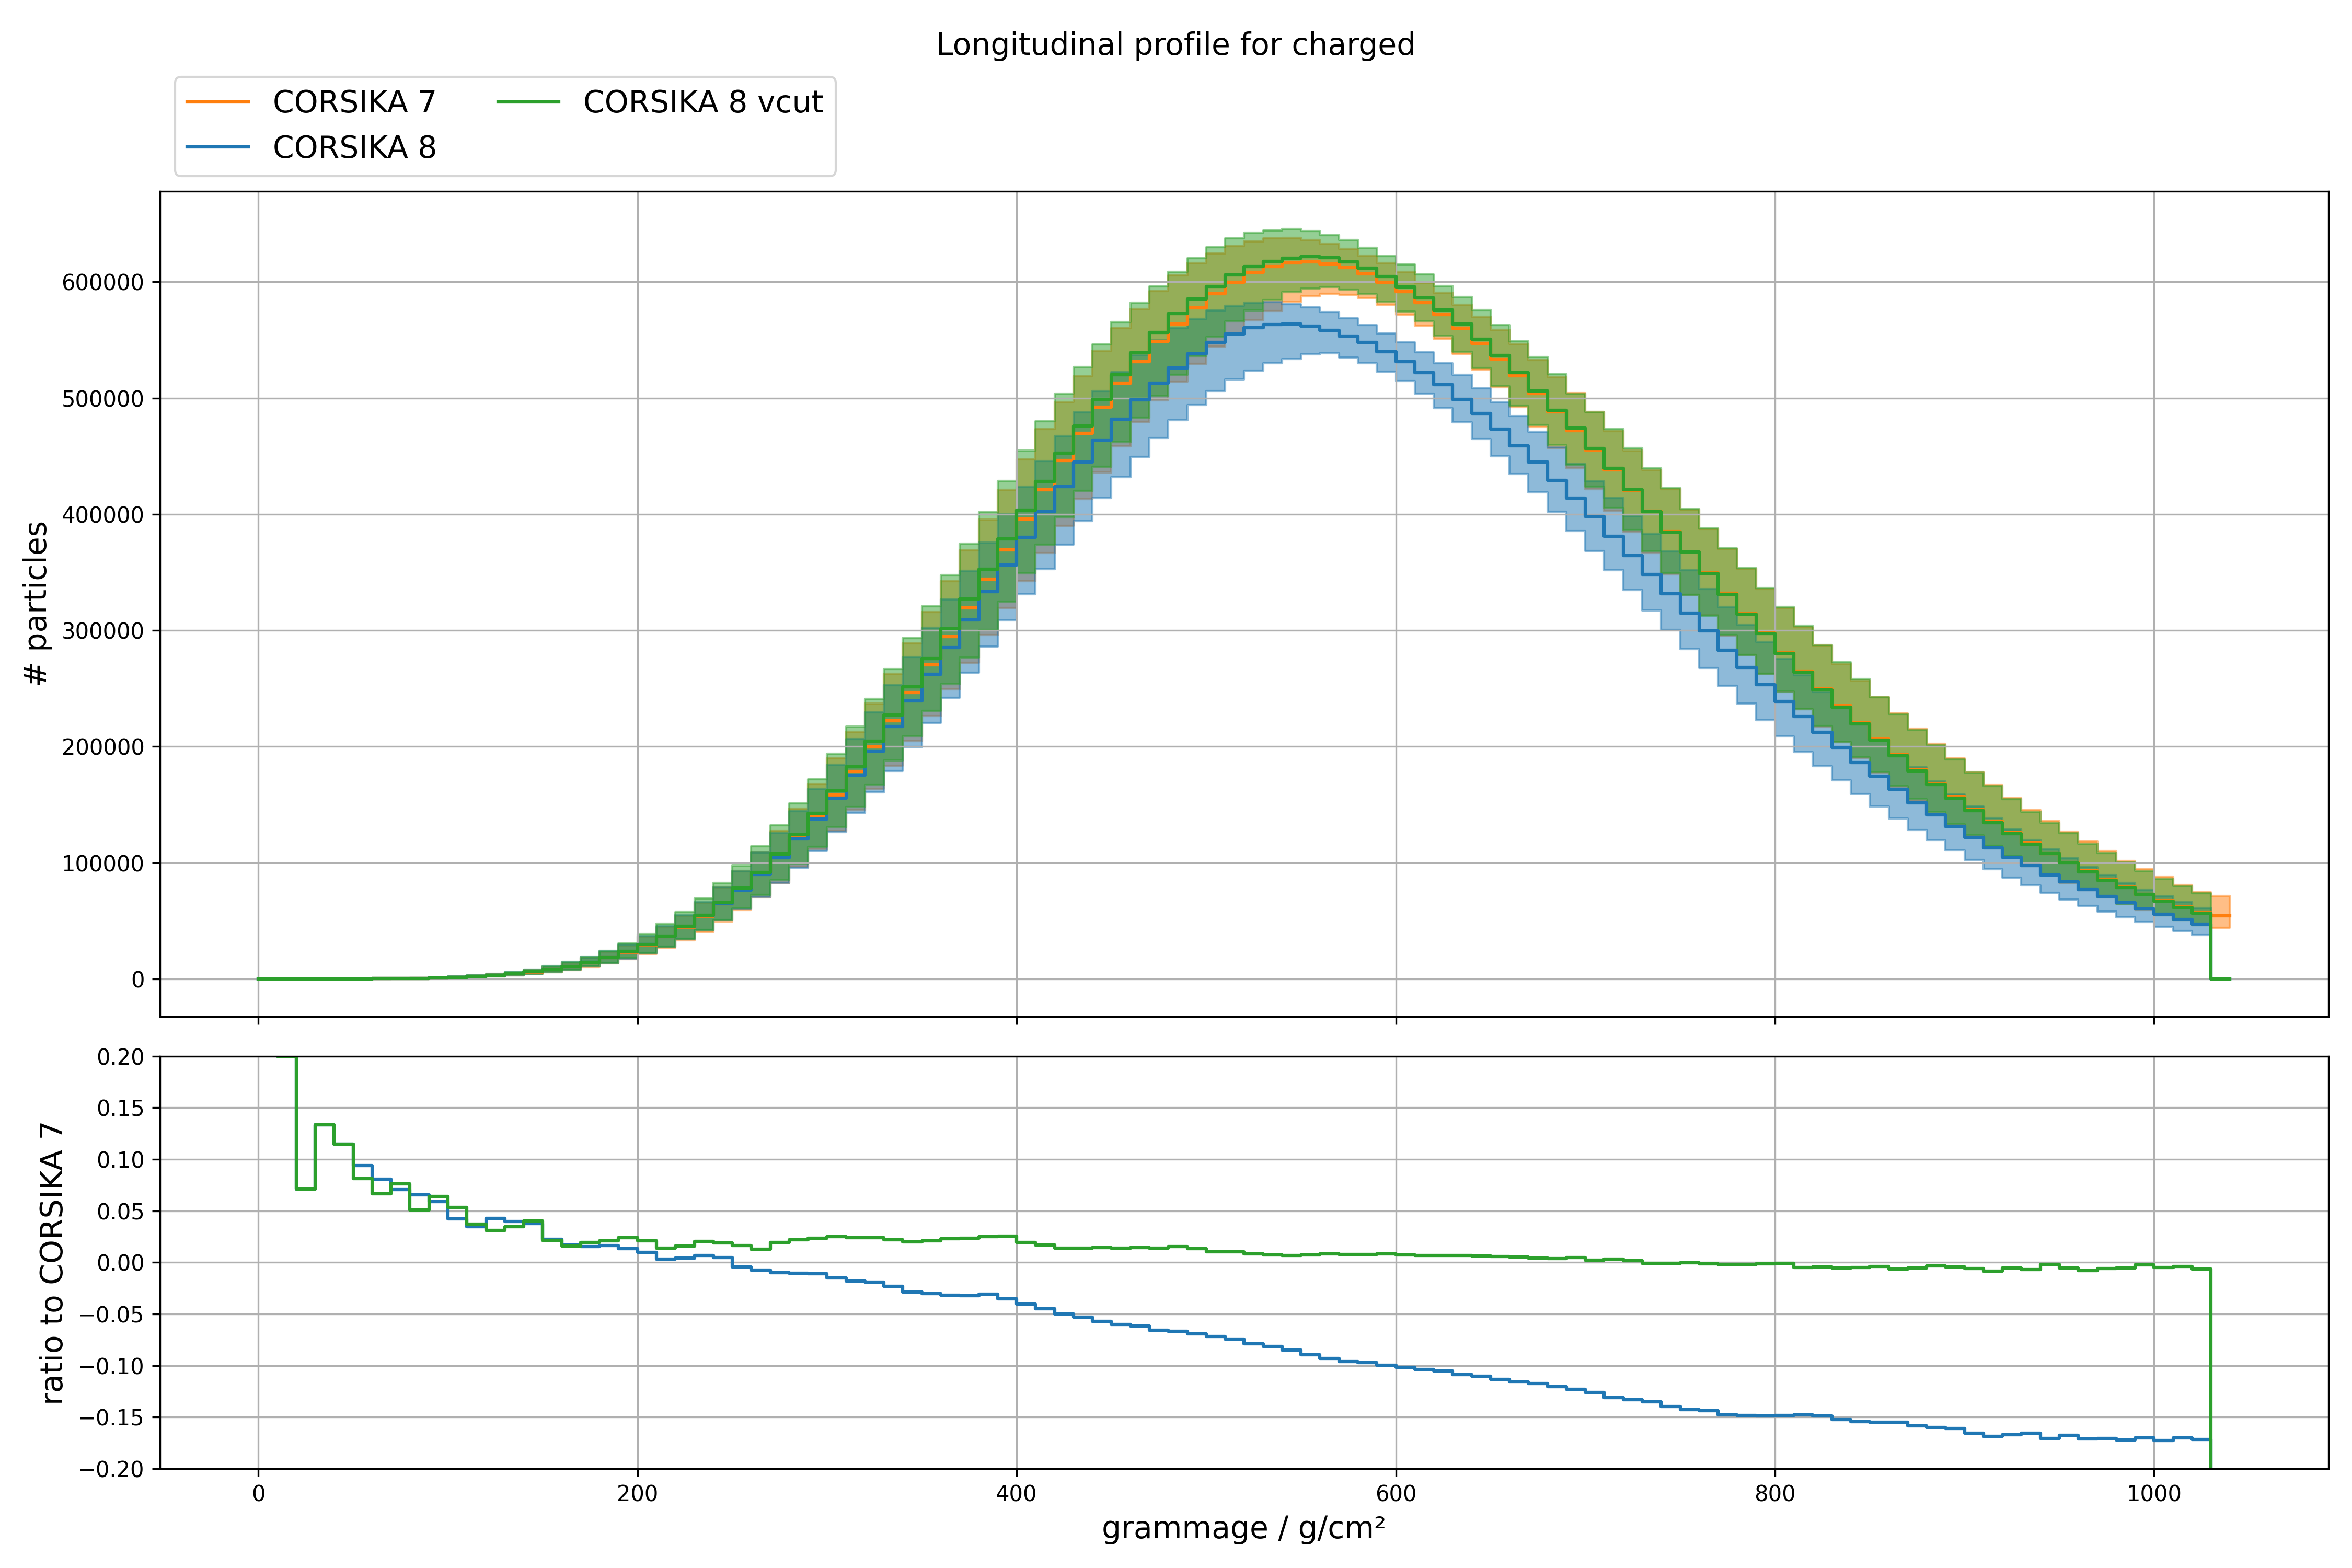 Longitudinal profile for charged
CORSIKA 7
CORSIKA 8
CORSIKA 8 vcut
# particles
600000
500000
400000
300000
200000
100000
0
ratio to CORSIKA 7
0.20
0.15
0.10
0.05
0.00
−0.05
−0.10
−0.15
−0.20
0 200 400 600 800 1000
grammage / g/cm²